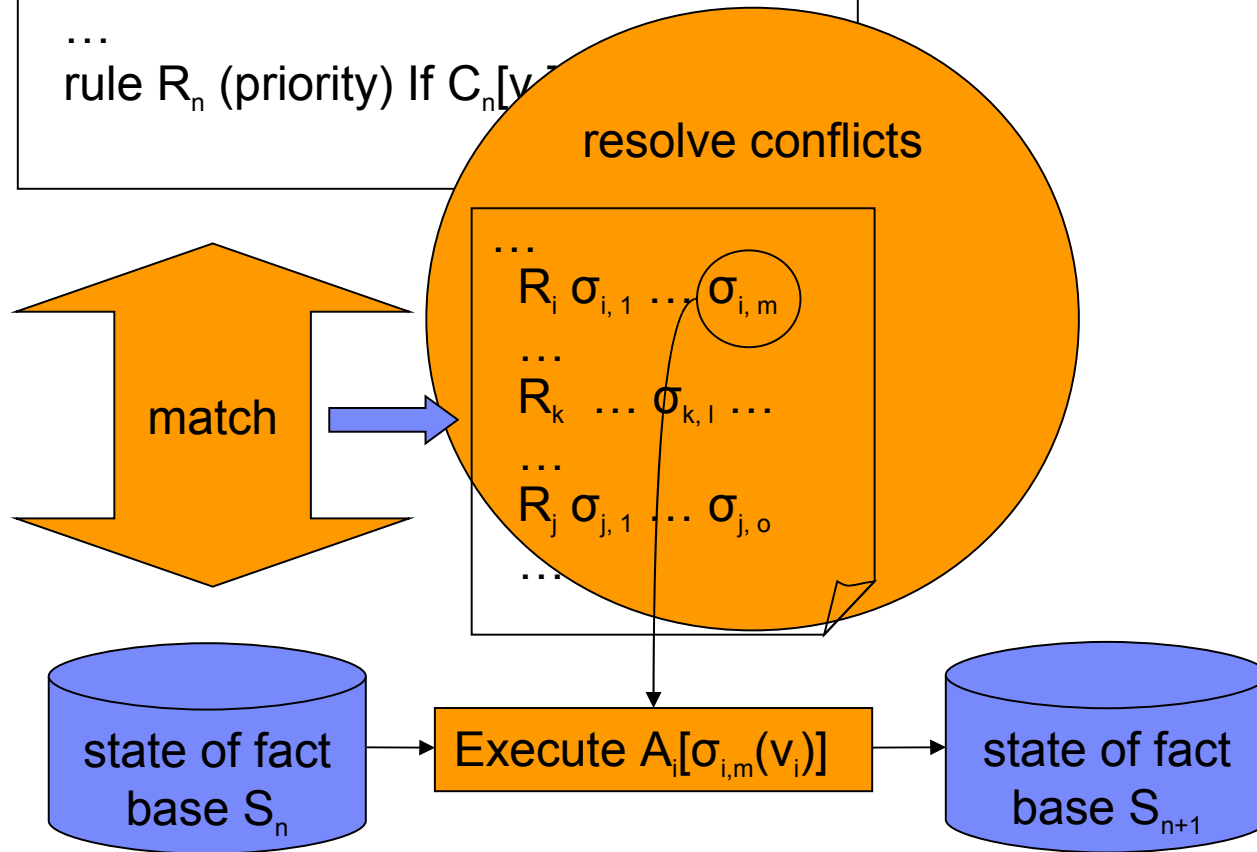 …
rule Rₙ (priority) If Cₙ[v
resolve conflicts
…
Rᵢ σᵢ, ₁ … σᵢ, ₘ
…
Rₖ … σₖ, ₗ …
…
Rⱼ σⱼ, ₁ … σⱼ, ₒ
…
match
state of fact
base Sₙ
Execute Aᵢ[σᵢ,ₘ(vᵢ)]
state of fact
base Sₙ₊₁